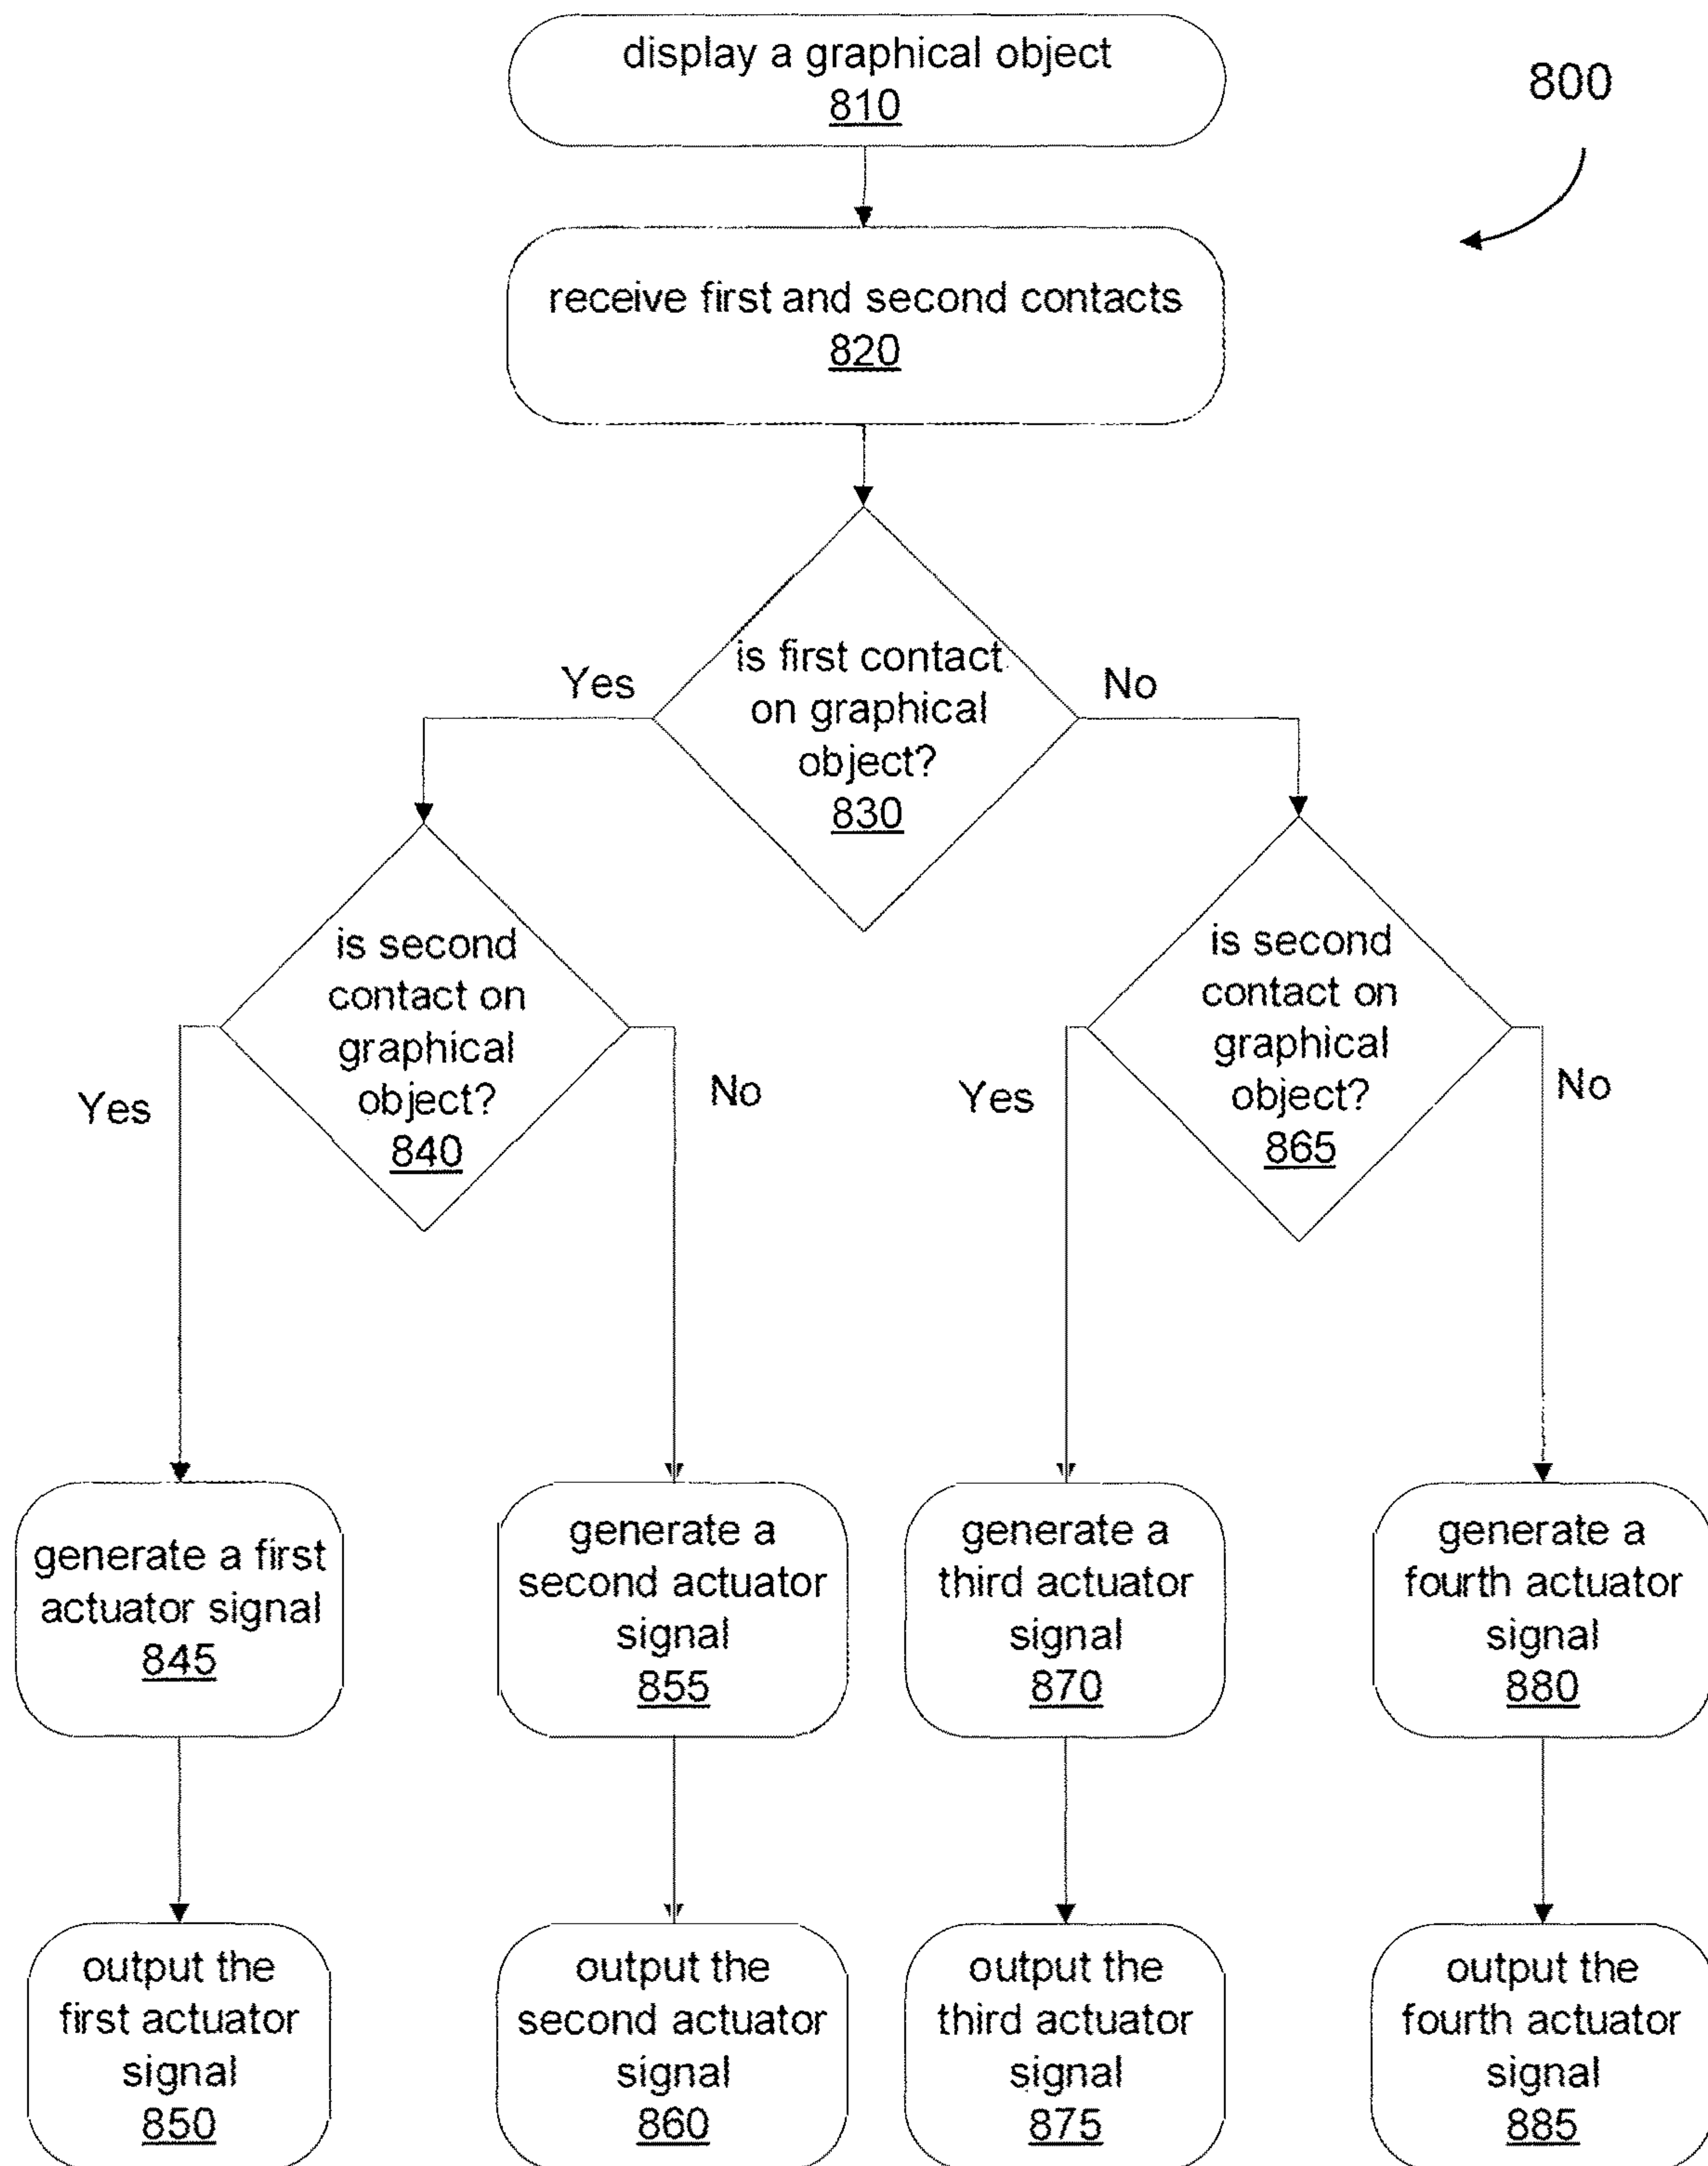 display a graphical object
810
800
receive first and second contacts
820
is first contact
on graphical
object?
830
Yes
No
is second
contact on
graphical
object?
840
Yes
No
is second
contact on
graphical
object?
865
Yes
No
generate a first
actuator signal
845
generate a
second actuator
signal
855
generate a
third actuator
signal
870
generate a
fourth actuator
signal
880
output the
first actuator
signal
850
output the
second actuator
signal
860
output the
third actuator
signal
875
output the
fourth actuator
signal
885